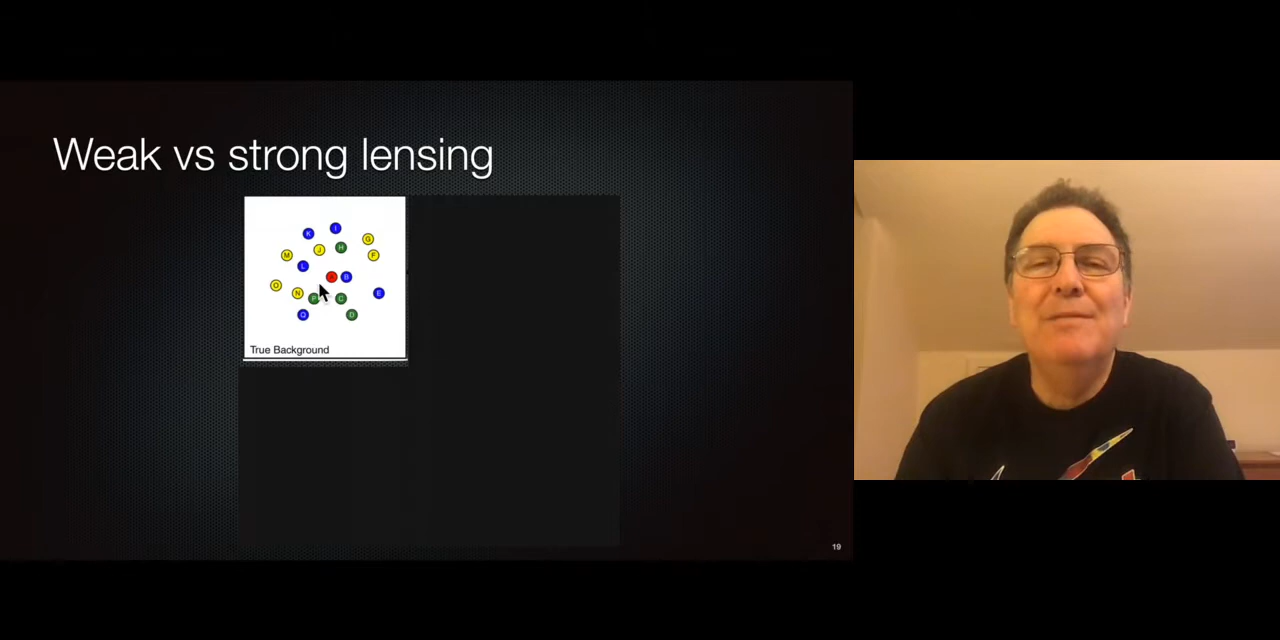 Weak vs strong lensing
K I
G
J H
M F
L
A B
O N E
P C
Q D
True Background
19